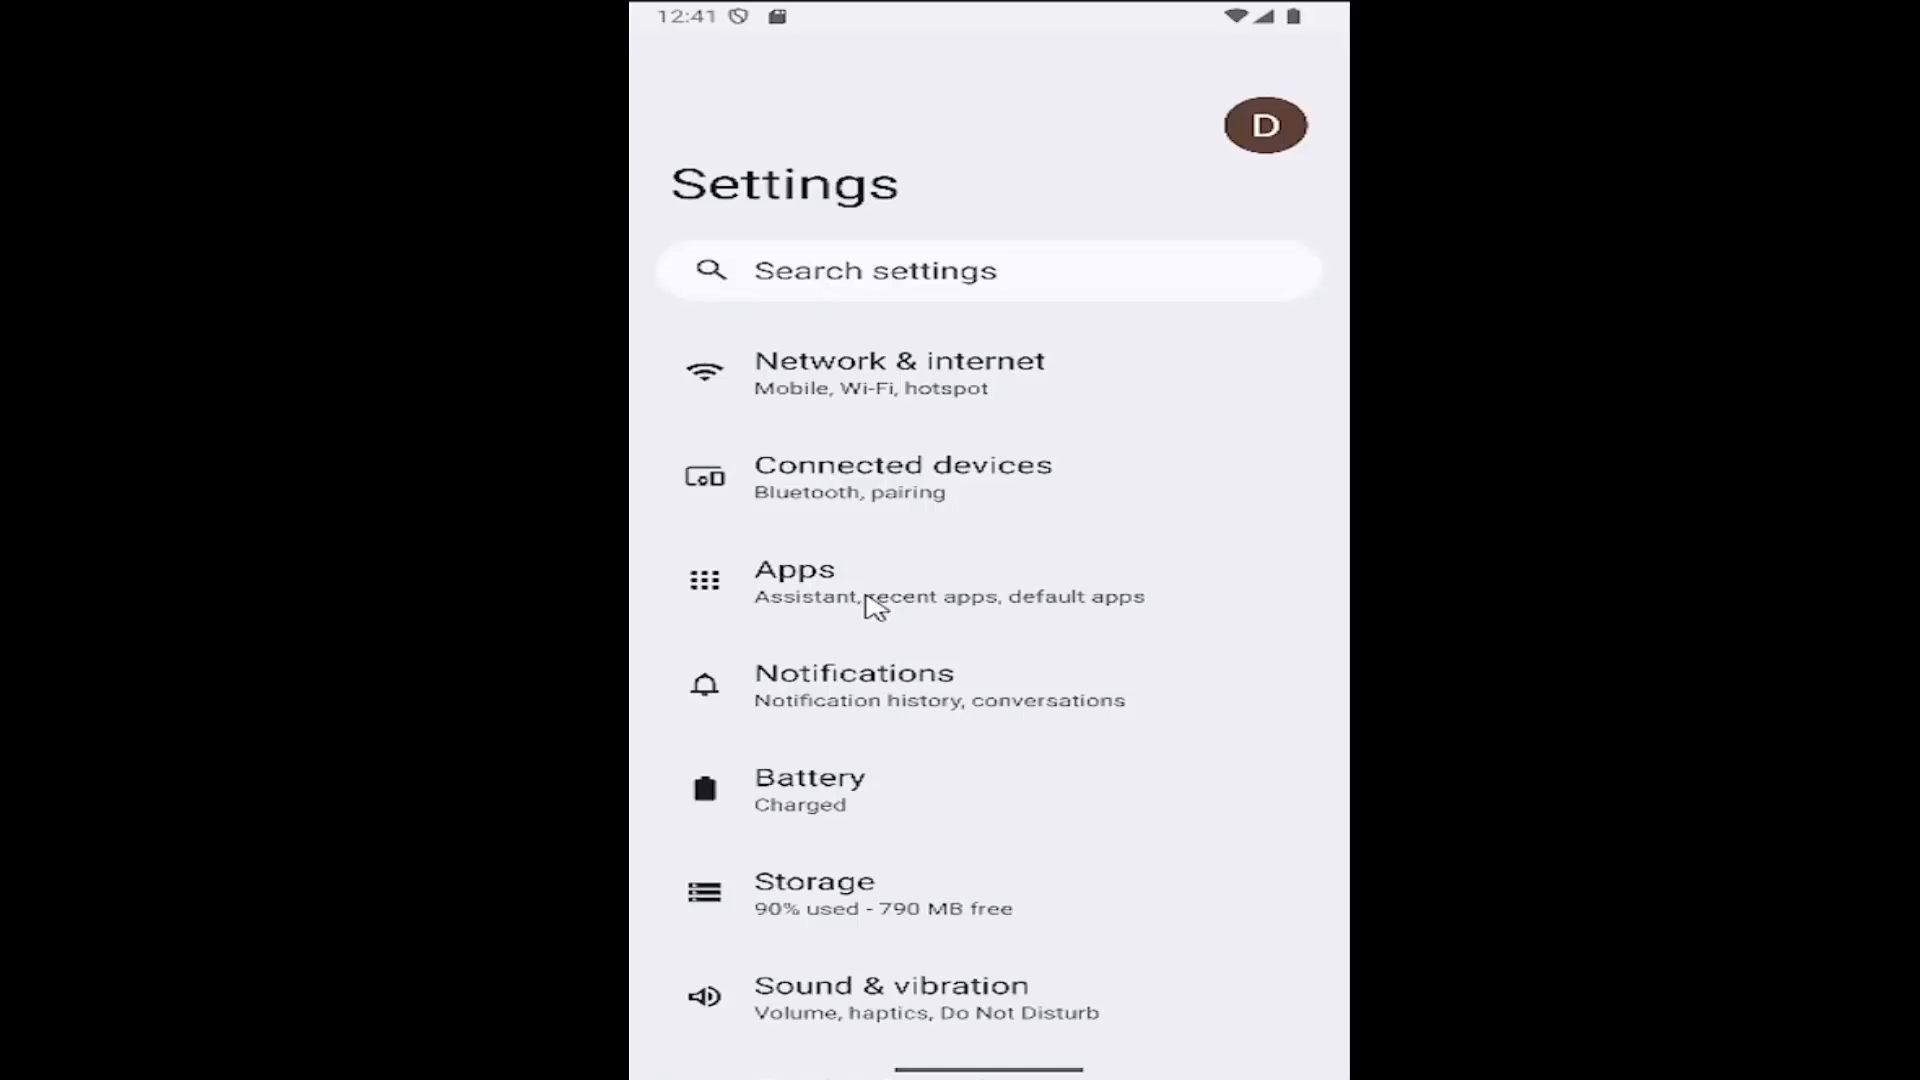 12:41
D
Settings
Search settings
Network & internet
Mobile, Wi-Fi, hotspot
Connected devices
Bluetooth, pairing
Apps
Assistant, recent apps, default apps
Notifications
Notification history, conversations
Battery
Charged
Storage
90% used - 790 MB free
Sound & vibration
Volume, haptics, Do Not Disturb